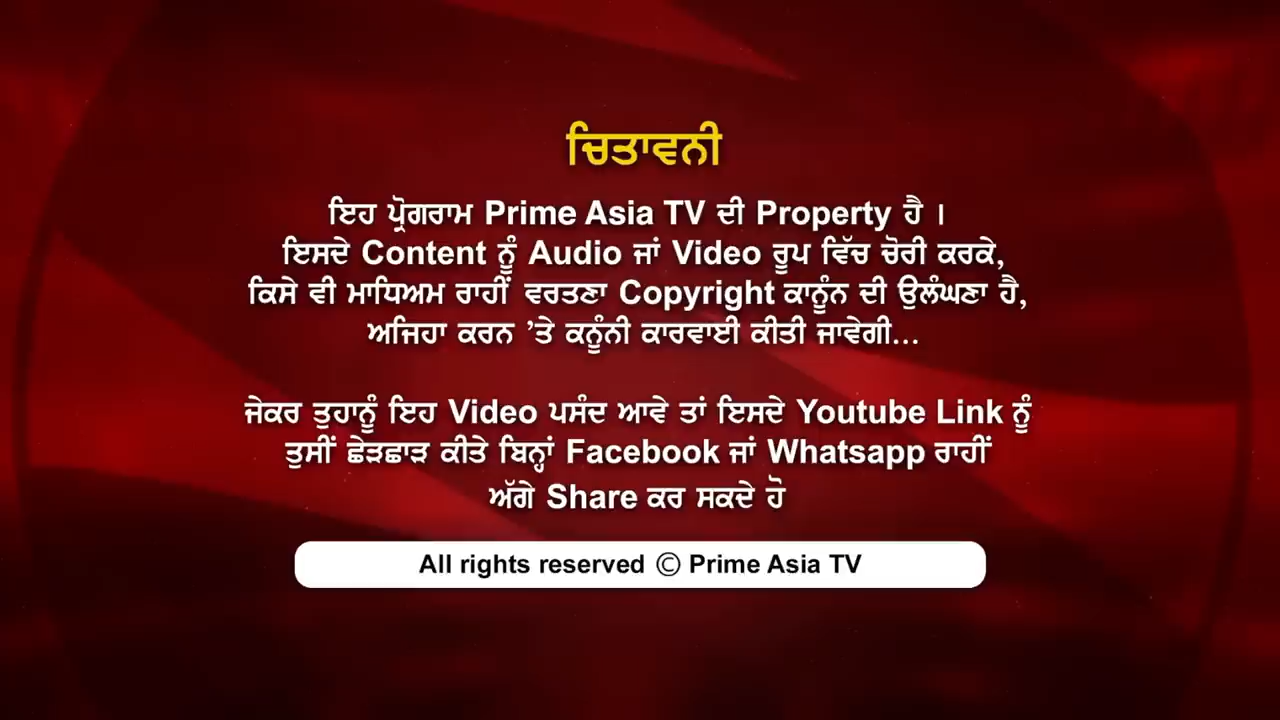 ਚਿਤਾਵਨੀ
ਇਹ ਪ੍ਰੋਗਰਾਮ Prime Asia TV ਦੀ Property ਹੈ ।
ਇਸਦੇ Content ਨੂੰ Audio ਜਾਂ Video ਰੂਪ ਵਿੱਚ ਚੋਰੀ ਕਰਕੇ,
ਕਿਸੇ ਵੀ ਮਾਧਿਅਮ ਰਾਹੀਂ ਵਰਤਣਾ Copyright ਕਾਨੂੰਨ ਦੀ ਉਲੰਘਣਾ ਹੈ,
ਅਜਿਹਾ ਕਰਨ ’ਤੇ ਕਨੂੰਨੀ ਕਾਰਵਾਈ ਕੀਤੀ ਜਾਵੇਗੀ...
ਜੇਕਰ ਤੁਹਾਨੂੰ ਇਹ Video ਪਸੰਦ ਆਵੇ ਤਾਂ ਇਸਦੇ Youtube Link ਨੂੰ
ਤੁਸੀਂ ਛੇੜਛਾੜ ਕੀਤੇ ਬਿਨ੍ਹਾਂ Facebook ਜਾਂ Whatsapp ਰਾਹੀਂ
ਅੱਗੇ Share ਕਰ ਸਕਦੇ ਹੋ
All rights reserved © Prime Asia TV